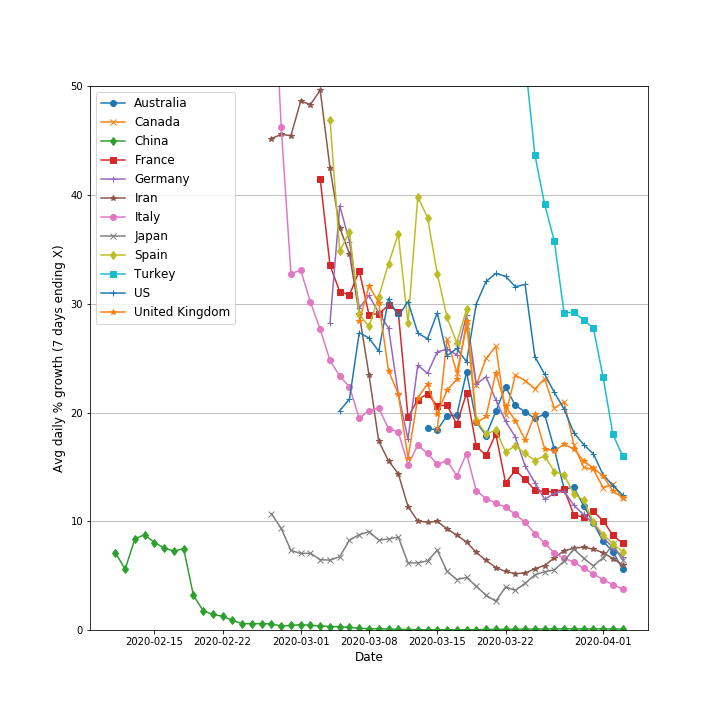 50
40
30
20
10
0
Avg daily % growth (7 days ending X)
Australia
Canada
China
France
Germany
Iran
Italy
Japan
Spain
Turkey
US
United Kingdom
2020-02-15 2020-02-22 2020-03-01 2020-03-08 2020-03-15 2020-03-22 2020-04-01
Date